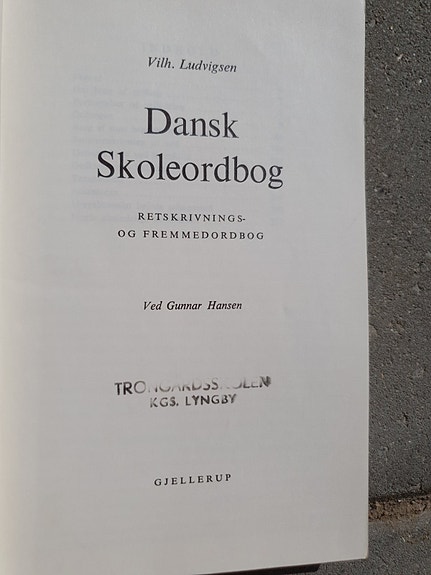 Vilh. Ludvigsen
Dansk
Skoleordbog
RETSKRIVNINGS-
OG FREMMEDORDBOG
Ved Gunnar Hansen
KGS. LYNGBY
GJELLERUP